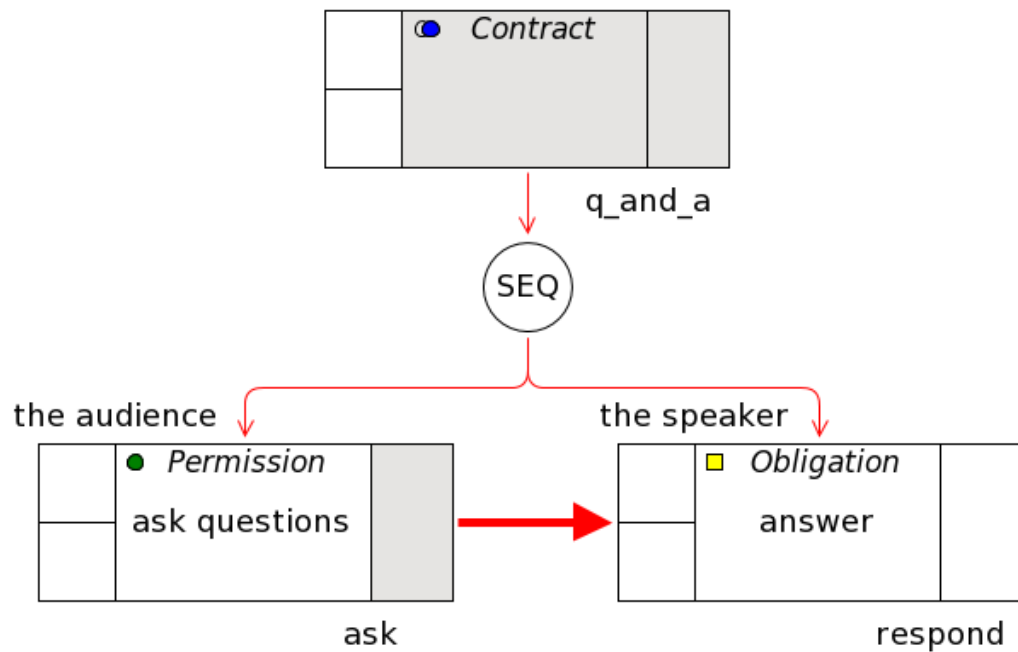 Contract
q_and_a
SEQ
the audience
the speaker
Permission
Obligation
ask questions
answer
ask
respond